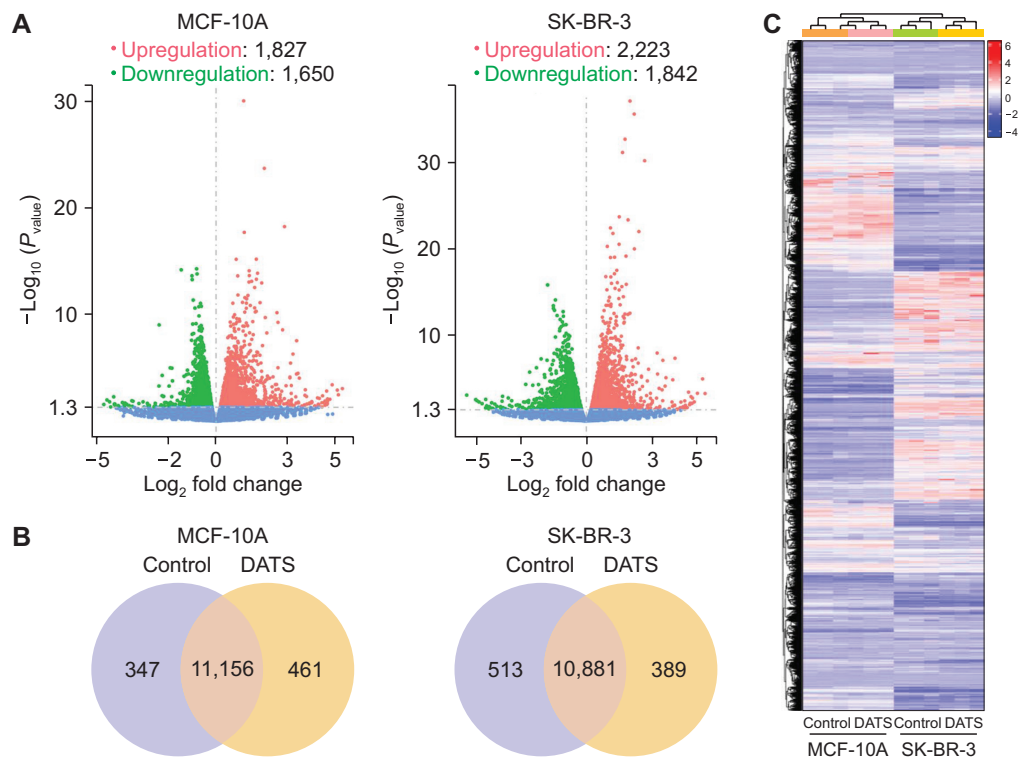 A
MCF-10A
• Upregulation: 1,827
• Downregulation: 1,650
30
20
10
1.3
−Log10 (Pvalue)
−5 −2 0 3 5
Log2 fold change
SK-BR-3
• Upregulation: 2,223
• Downregulation: 1,842
30
20
10
1.3
−Log10 (Pvalue)
−5 −2 0 3 5
Log2 fold change
B
MCF-10A
Control DATS
347 11,156 461
SK-BR-3
Control DATS
513 10,881 389
C
6
4
2
0
−2
−4
Control DATS Control DATS
MCF-10A SK-BR-3